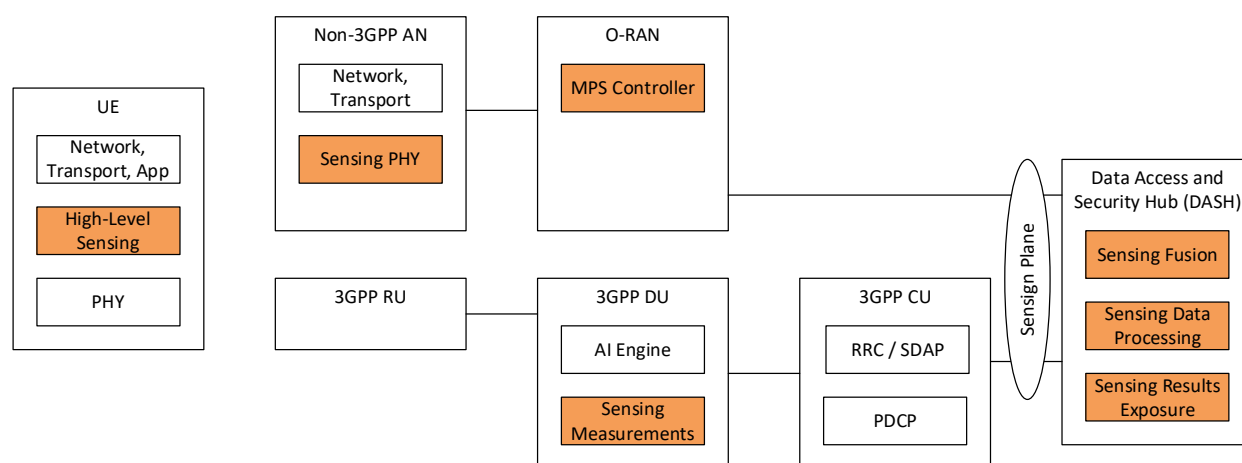 UE
Network,
Transport, App
High-Level
Sensing
PHY
Non-3GPP AN
Network,
Transport
Sensing PHY
O-RAN
MPS Controller
3GPP RU
3GPP DU
AI Engine
Sensing
Measurements
3GPP CU
RRC / SDAP
PDCP
Sensign Plane
Data Access and
Security Hub (DASH)
Sensing Fusion
Sensing Data
Processing
Sensing Results
Exposure